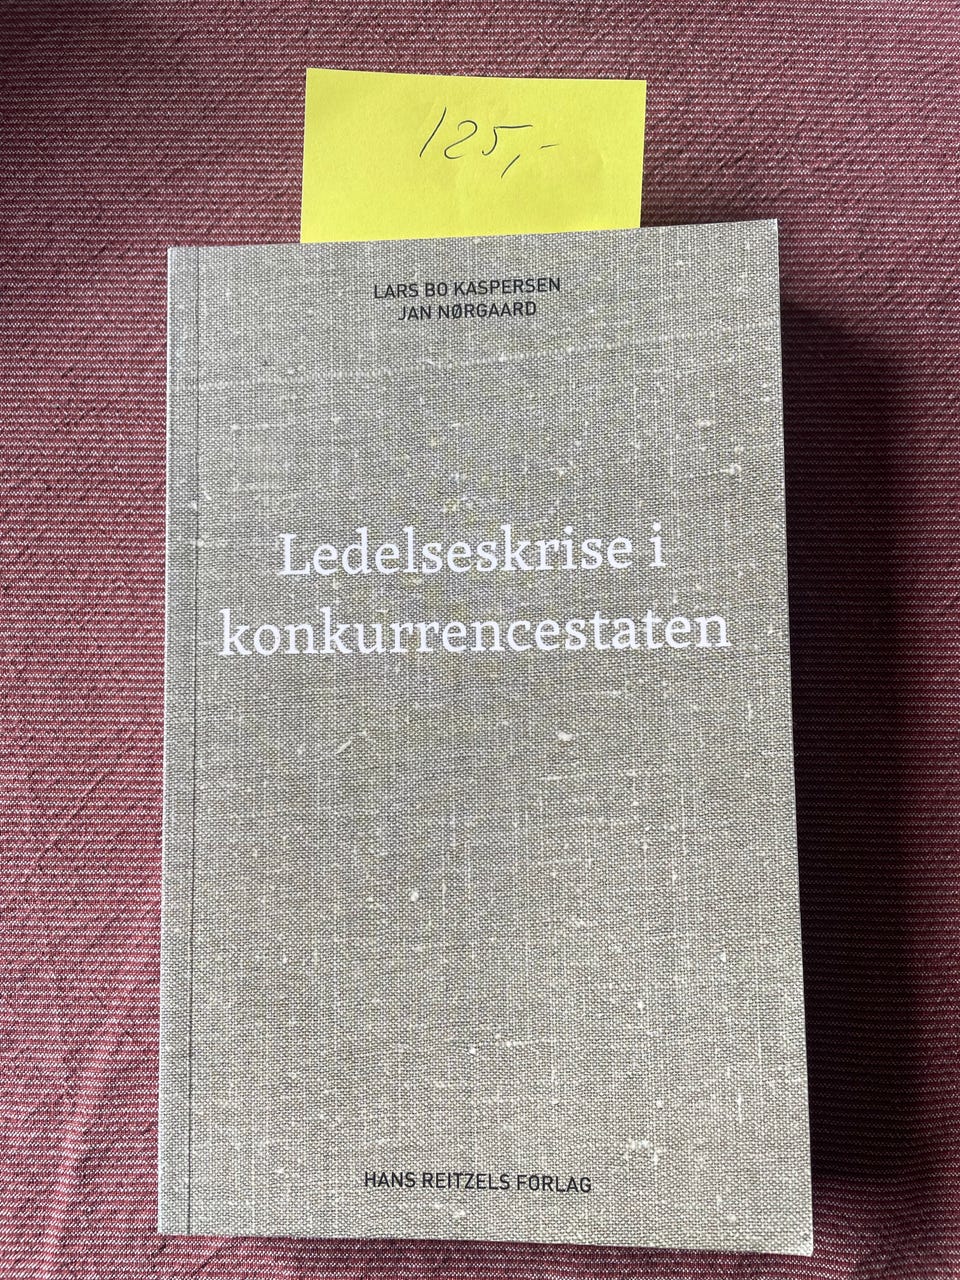 125,-
LARS BO KASPERSEN
JAN NØRGAARD
Ledelseskrise i
konkurrencestaten
HANS REITZELS FORLAG